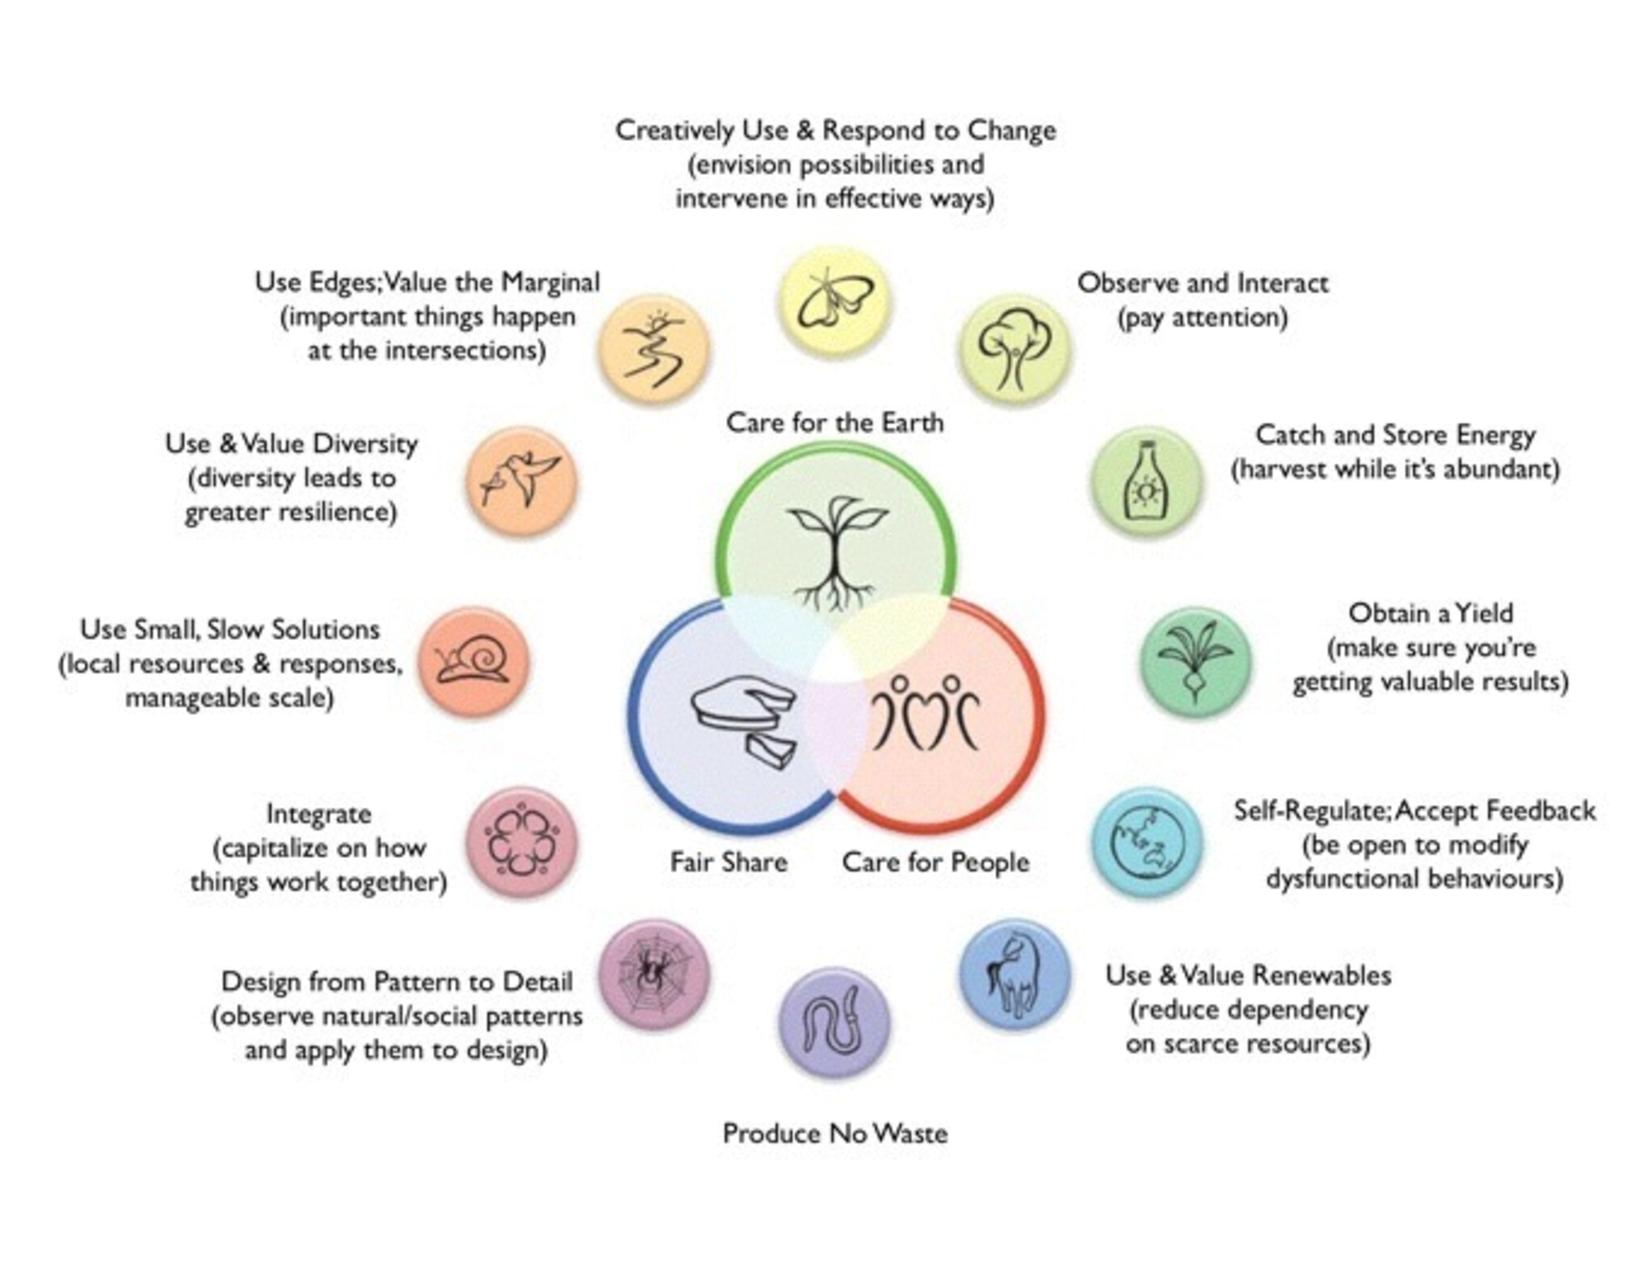 Creatively Use & Respond to Change
(envision possibilities and
intervene in effective ways)
Observe and Interact
(pay attention)
Catch and Store Energy
(harvest while it's abundant)
Obtain a Yield
(make sure you're
getting valuable results)
Self-Regulate; Accept Feedback
(be open to modify
dysfunctional behaviours)
Use & Value Renewables
(reduce dependency
on scarce resources)
Produce No Waste
Design from Pattern to Detail
(observe natural/social patterns
and apply them to design)
Integrate
(capitalize on how
things work together)
Use Small, Slow Solutions
(local resources & responses,
manageable scale)
Use & Value Diversity
(diversity leads to
greater resilience)
Use Edges; Value the Marginal
(important things happen
at the intersections)
Care for the Earth
Fair Share
Care for People